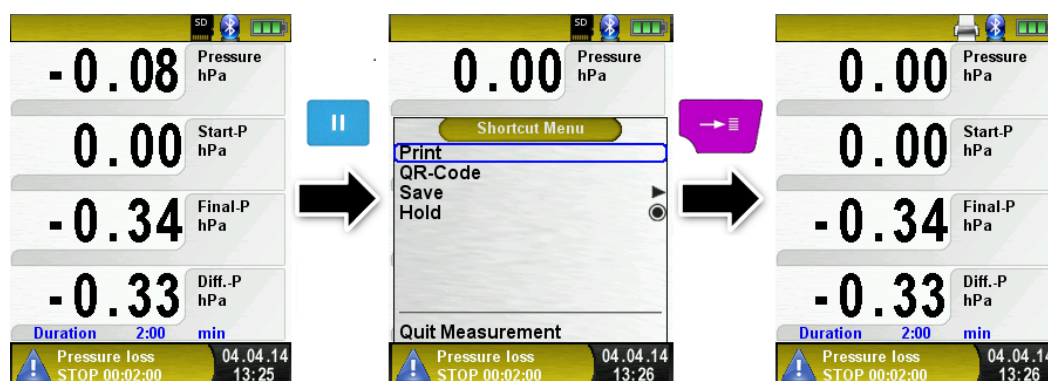 SD
- 0.08 Pressure
hPa
0.00 Start-P
hPa
- 0.34 Final-P
hPa
- 0.33 Diff.-P
hPa
Duration 2:00 min
Pressure loss 04.04.14
STOP 00:02:00 13:25
SD
0.00 Pressure
hPa
Shortcut Menu
Print
QR-Code
Save
Hold
Quit Measurement
Pressure loss 04.04.14
STOP 00:02:00 13:26
0.00 Pressure
hPa
0.00 Start-P
hPa
- 0.34 Final-P
hPa
- 0.33 Diff.-P
hPa
Duration 2:00 min
Pressure loss 04.04.14
STOP 00:02:00 13:26